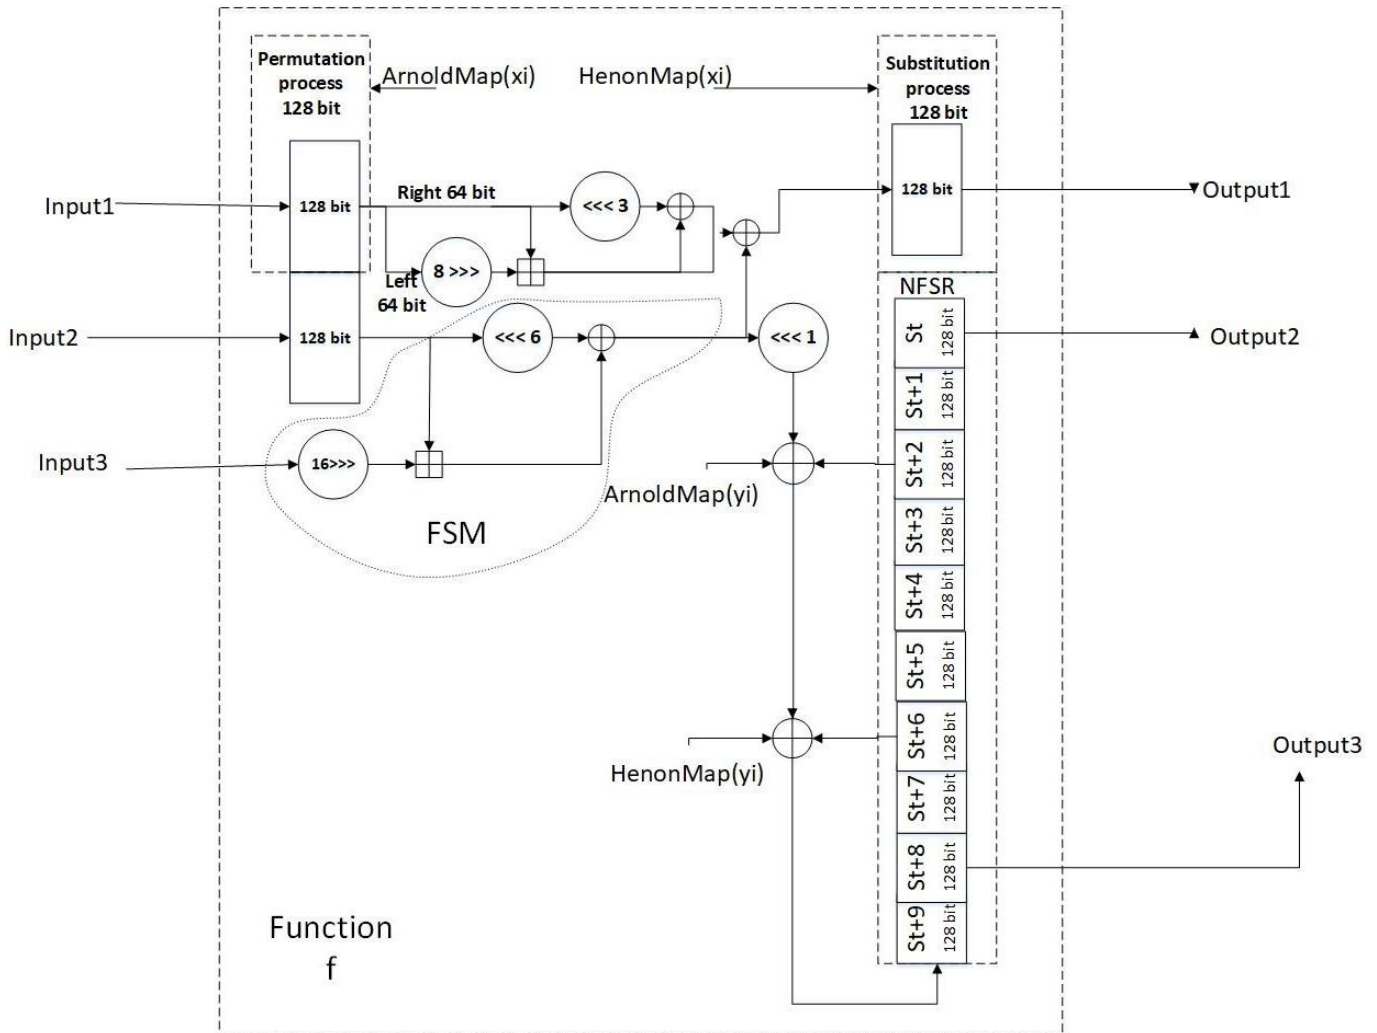 Permutation
process
128 bit
ArnoldMap(xi)
HenonMap(xi)
Substitution
process
128 bit
Input1
128 bit
Right 64 bit
<<< 3
128 bit
Output1
8 >>>
Left
64 bit
NFSR
Input2
128 bit
<<< 6
<<< 1
St 128 bit
Output2
St+1 128 bit
Input3
16>>>
St+2 128 bit
ArnoldMap(yi)
FSM
St+3 128 bit
St+4 128 bit
St+5 128 bit
St+6 128 bit
HenonMap(yi)
Output3
St+7 128 bit
St+8 128 bit
St+9 128 bit
Function
f